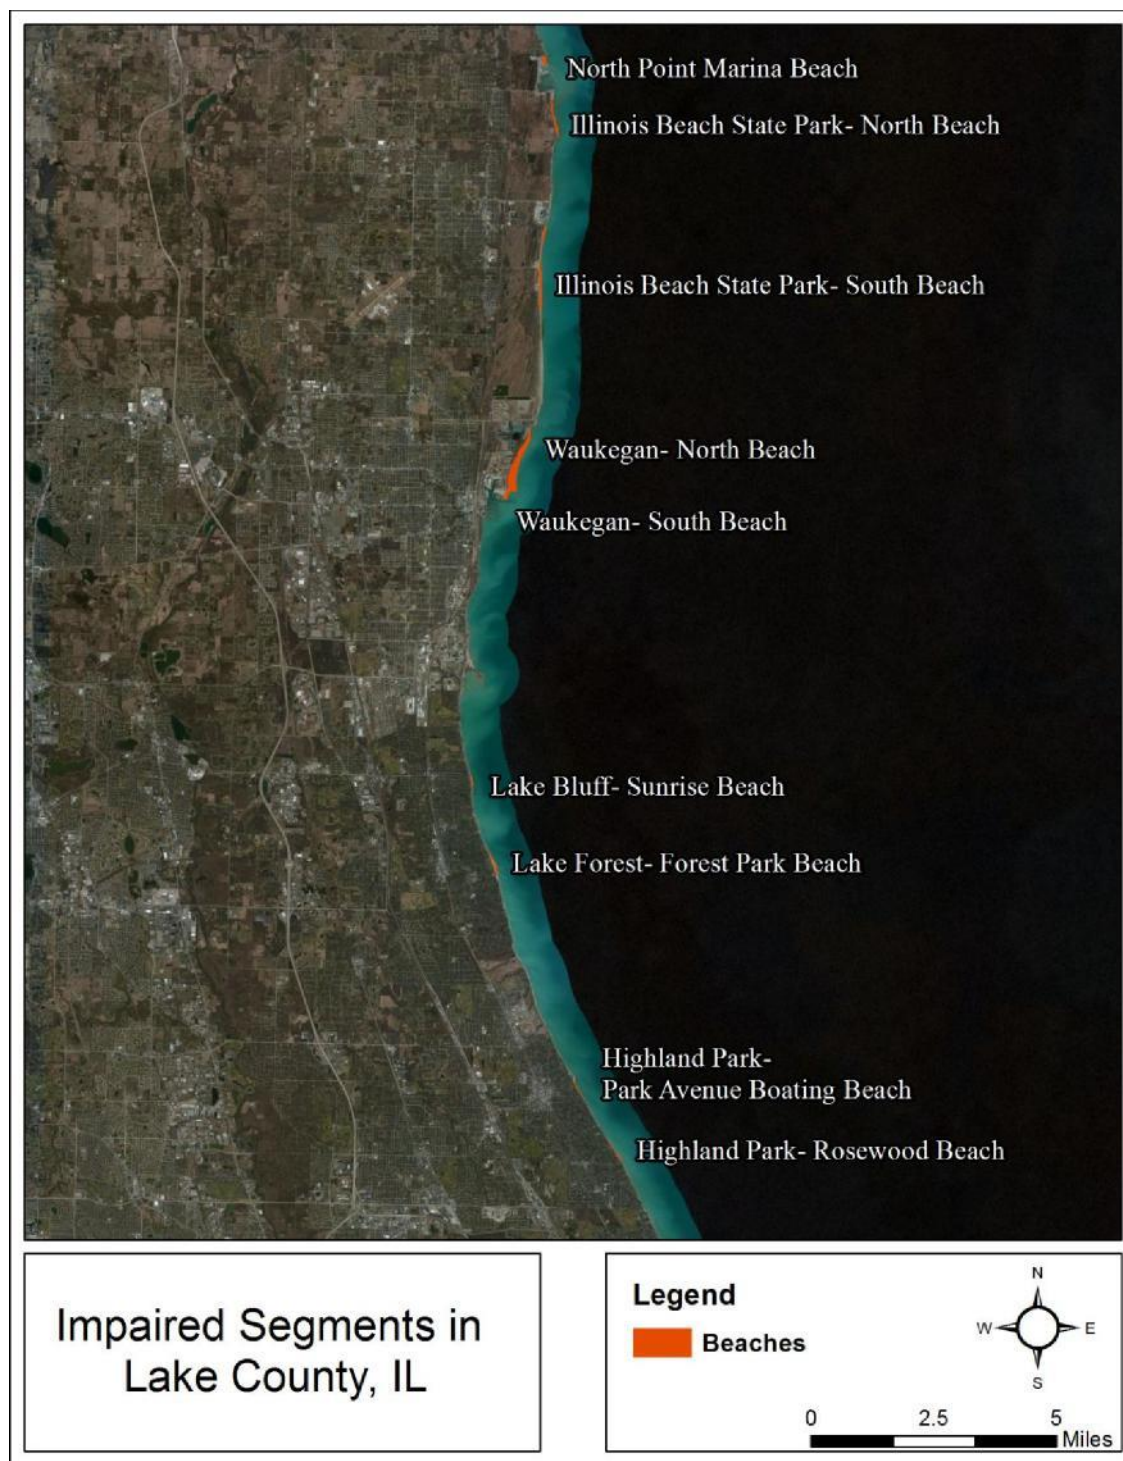 North Point Marina Beach
Illinois Beach State Park- North Beach
Illinois Beach State Park- South Beach
Waukegan- North Beach
Waukegan- South Beach
Lake Bluff- Sunrise Beach
Lake Forest- Forest Park Beach
Highland Park-
Park Avenue Boating Beach
Highland Park- Rosewood Beach
Impaired Segments in
Lake County, IL
Legend
Beaches
N
W E
S
0 2.5 5
Miles